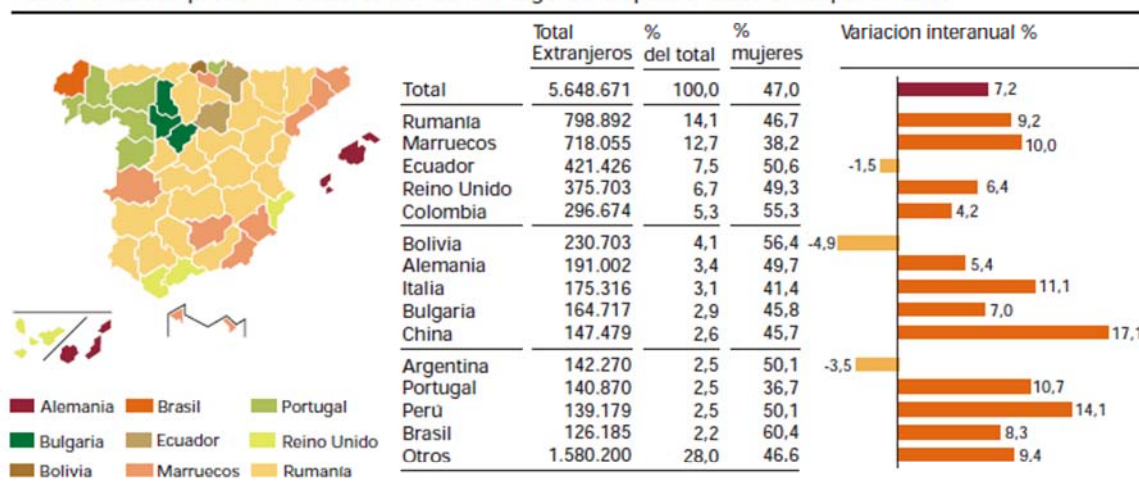 Total Extranjeros % del total % mujeres Variación interanual %
Total 5.648.671 100,0 47,0 7,2
Rumanía 798.892 14,1 46,7 9,2
Marruecos 718.055 12,7 38,2 10,0
Ecuador 421.426 7,5 50,6 -1,5
Reino Unido 375.703 6,7 49,3 6,4
Colombia 296.674 5,3 55,3 4,2
Bolivia 230.703 4,1 56,4 -4,9
Alemania 191.002 3,4 49,7 5,4
Italia 175.316 3,1 41,4 11,1
Bulgaria 164.717 2,9 45,8 7,0
China 147.479 2,6 45,7 17,1
Argentina 142.270 2,5 50,1 -3,5
Portugal 140.870 2,5 36,7 10,7
Perú 139.179 2,5 50,1 14,1
Brasil 126.185 2,2 60,4 8,3
Otros 1.580.200 28,0 46,6 9,4
Alemania Brasil Portugal
Bulgaria Ecuador Reino Unido
Bolivia Marruecos Rumanía